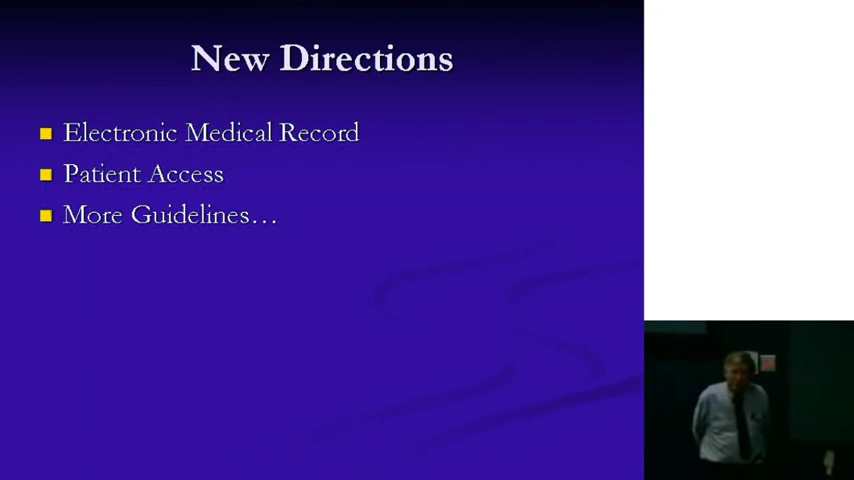 New Directions
Electronic Medical Record
Patient Access
More Guidelines…